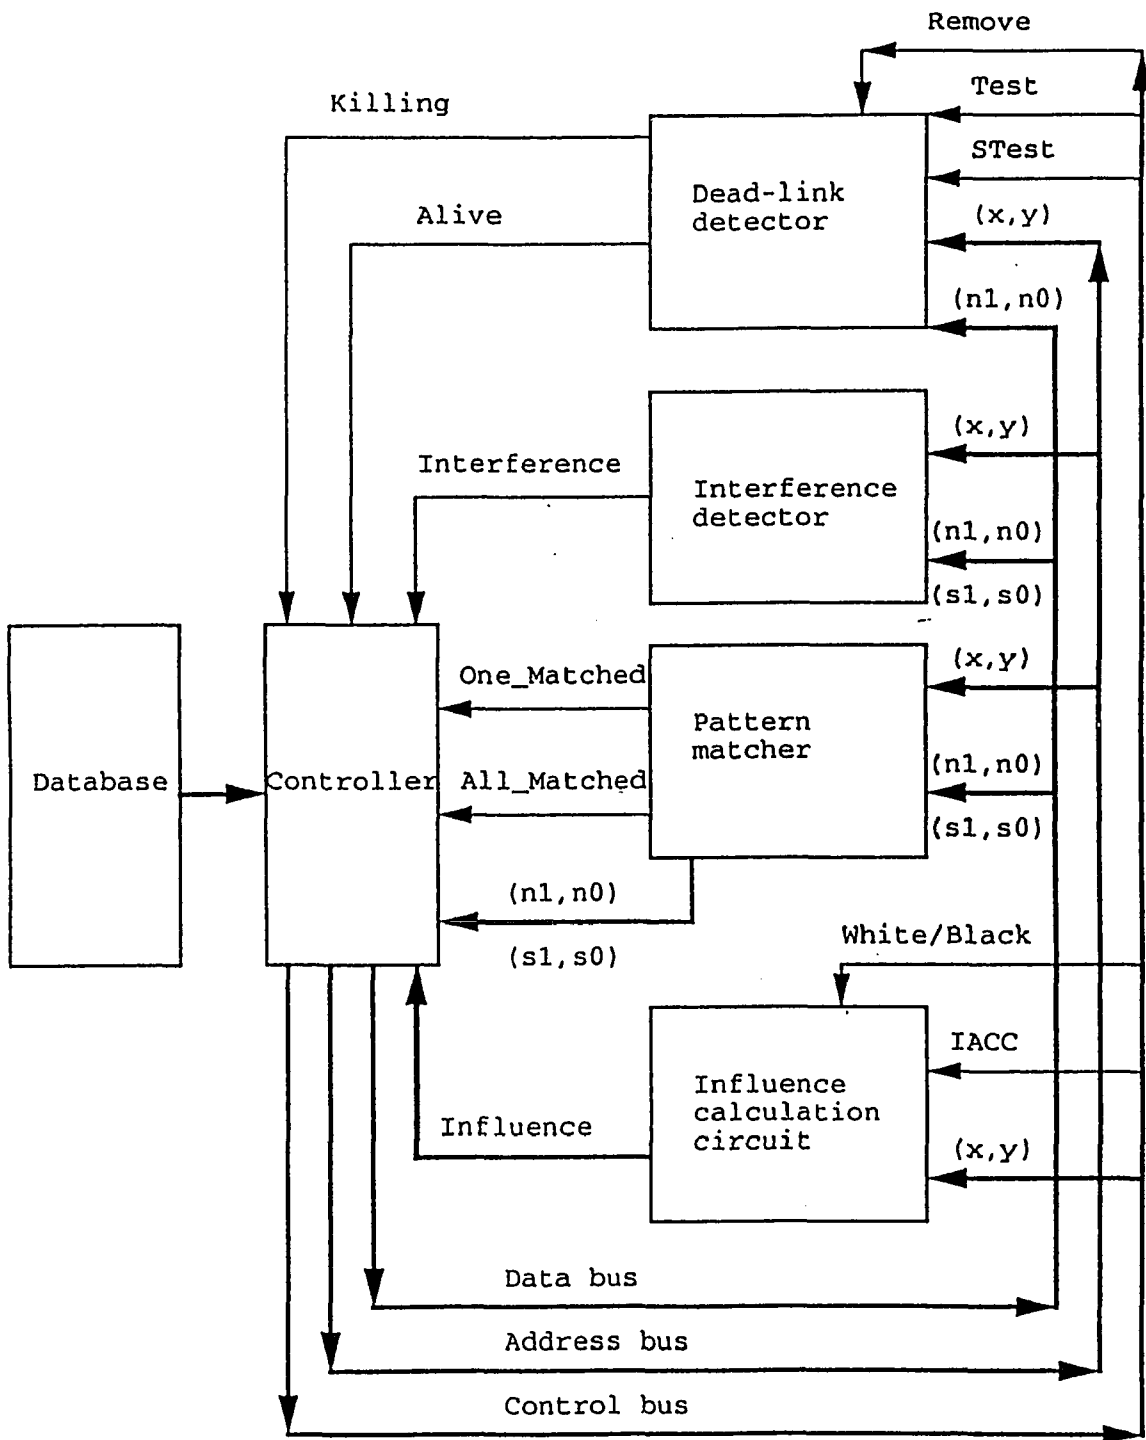 Remove
Test
Killing
STest
Dead-link
detector
Alive
(x,y)
(n1,n0)
(x,y)
Interference
Interference
detector
(n1,n0)
(s1,s0)
(x,y)
One_Matched
Pattern
matcher
Database
Controller
All_Matched
(n1,n0)
(s1,s0)
(n1,n0)
(s1,s0)
White/Black
IACC
Influence
calculation
circuit
Influence
(x,y)
Data bus
Address bus
Control bus